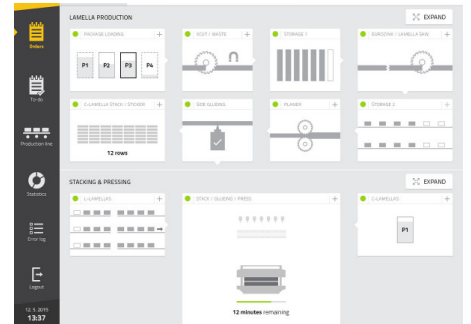 LAMELLA PRODUCTION
EXPAND
Orders
PACKAGE LOADING
P1
P2
P3
P4
INPUT / WASTE
STORAGE 1
EUROZINK / LAMELLA SAW
To-do
C-LAMELLA STACK / STICKER
12 rows
SIDE GLUEING
PLANER
STORAGE 2
Production line
STACKING & PRESSING
EXPAND
Statistics
L-LAMELLAS
STACK / GLUEING / PRESS
12 minutes remaining
C-LAMELLAS
P1
Error log
Logout
12. 5. 2015
13:37